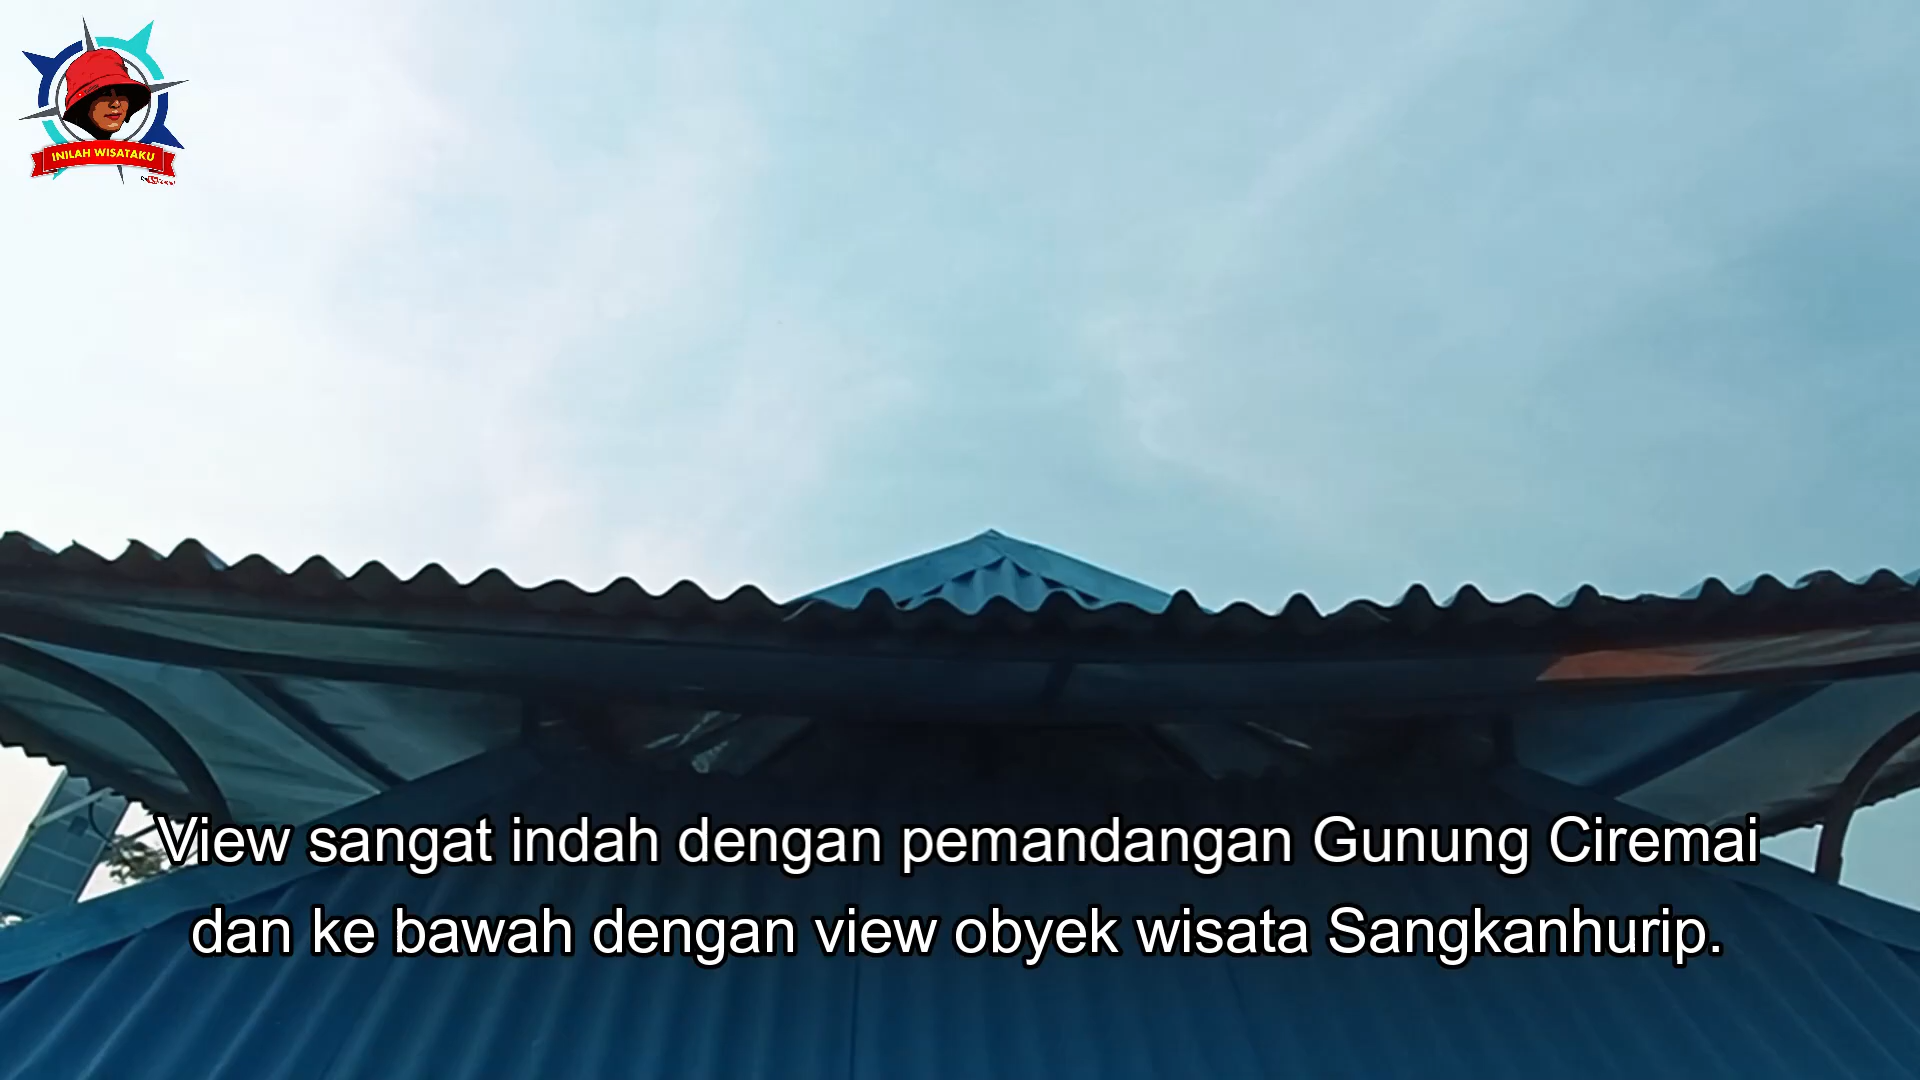 INILAH WISATAKU
View sangat indah dengan pemandangan Gunung Ciremai
dan ke bawah dengan view obyek wisata Sangkanhurip.